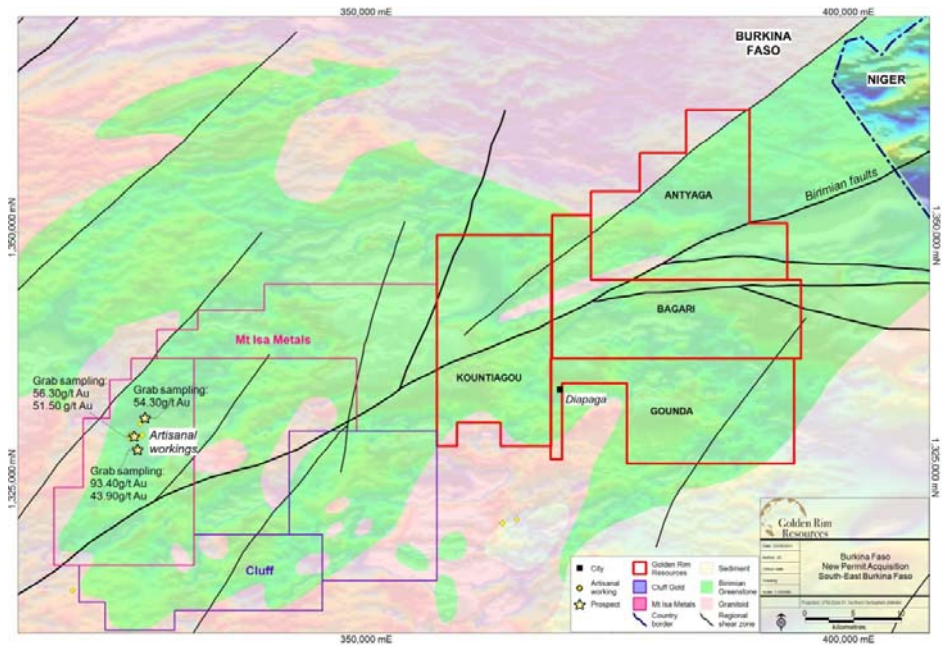 350,000 mE
400,000 mE
BURKINA
FASO
NIGER
ANTYAGA
Birimian faults
1,350,000 mN
1,350,000 mN
BAGARI
Mt Isa Metals
KOUNTIAGOU
Grab sampling:
56.30g/t Au
51.50 g/t Au
Grab sampling:
54.30g/t Au
Diapaga
GOUNDA
Artisanal
workings
Grab sampling:
93.40g/t Au
43.90g/t Au
1,325,000 mN
1,325,000 mN
Cluff
Golden Rim
Resources
Burkina Faso
New Permit Acquisition
South-East Burkina Faso
0 5 10
kilometres
City
Artisanal
working
Prospect
Golden Rim
Resources
Cluff Gold
Mt Isa Metals
Country
border
Sediment
Birimian
Greenstone
Granitoid
Regional
shear zone
350,000 mE
400,000 mE